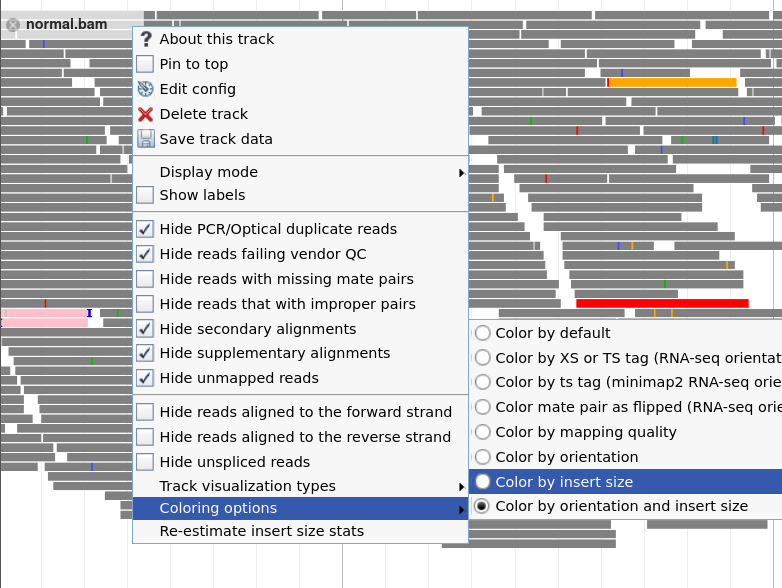 normal.bam
About this track
Pin to top
Edit config
Delete track
Save track data
Display mode
Show labels
Hide PCR/Optical duplicate reads
Hide reads failing vendor QC
Hide reads with missing mate pairs
Hide reads that with improper pairs
Hide secondary alignments
Hide supplementary alignments
Hide unmapped reads
Hide reads aligned to the forward strand
Hide reads aligned to the reverse strand
Hide unspliced reads
Track visualization types
Coloring options
Re-estimate insert size stats
Color by default
Color by XS or TS tag (RNA-seq orientat
Color by ts tag (minimap2 RNA-seq orie
Color mate pair as flipped (RNA-seq orie
Color by mapping quality
Color by orientation
Color by insert size
Color by orientation and insert size